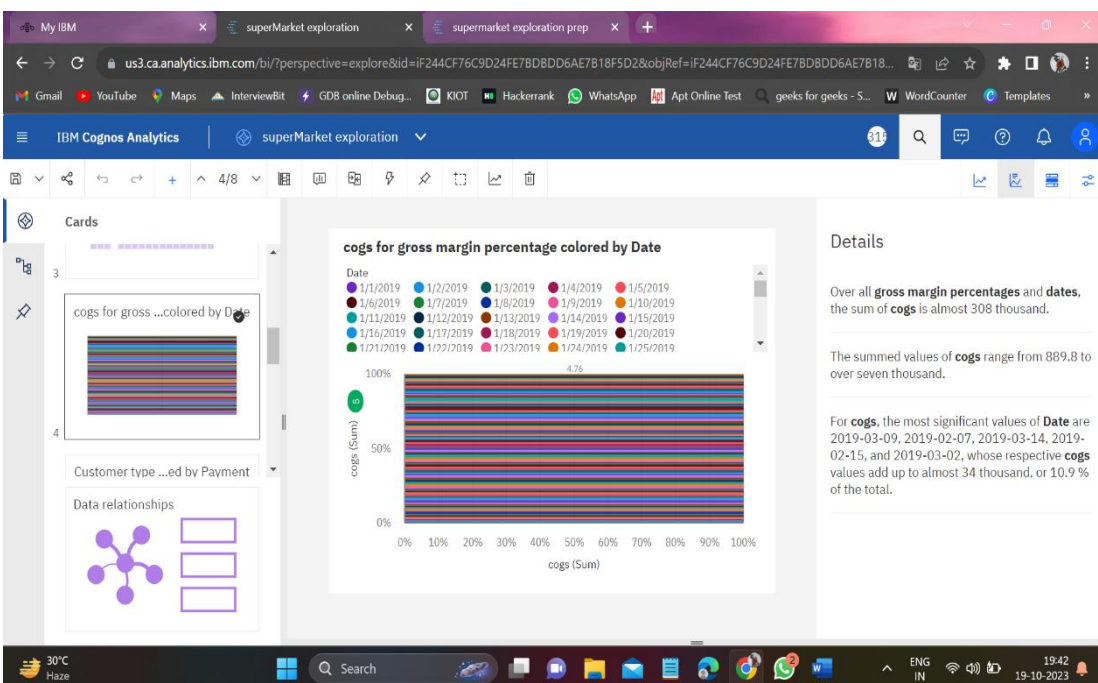 My IBM
superMarket exploration
supermarket exploration prep
us3.ca.analytics.ibm.com/bi/?perspective=explore&id=iF244CF76C9D24FE7BDBDD6AE7B18F5D2&objRef=iF244CF76C9D24FE7BDBDD6AE7B18...
Gmail YouTube Maps InterviewBit GDB online Debug... KIOT Hackerrank WhatsApp Apt Online Test geeks for geeks - S... WordCounter Templates »
IBM Cognos Analytics superMarket exploration
4/8
Cards
3
cogs for gross ...colored by Date
4
Customer type ...ed by Payment
Data relationships
cogs for gross margin percentage colored by Date
Date
1/1/2019 1/2/2019 1/3/2019 1/4/2019 1/5/2019
1/6/2019 1/7/2019 1/8/2019 1/9/2019 1/10/2019
1/11/2019 1/12/2019 1/13/2019 1/14/2019 1/15/2019
1/16/2019 1/17/2019 1/18/2019 1/19/2019 1/20/2019
1/21/2019 1/22/2019 1/23/2019 1/24/2019 1/25/2019
4.76
100%
5
cogs (Sum)
50%
0%
0% 10% 20% 30% 40% 50% 60% 70% 80% 90% 100%
cogs (Sum)
Details
Over all gross margin percentages and dates,
the sum of cogs is almost 308 thousand.
The summed values of cogs range from 889.8 to
over seven thousand.
For cogs, the most significant values of Date are
2019-03-09, 2019-02-07, 2019-03-14, 2019-
02-15, and 2019-03-02, whose respective cogs
values add up to almost 34 thousand, or 10.9 %
of the total.
30°C
Haze
Search
ENG
IN
19:42
19-10-2023